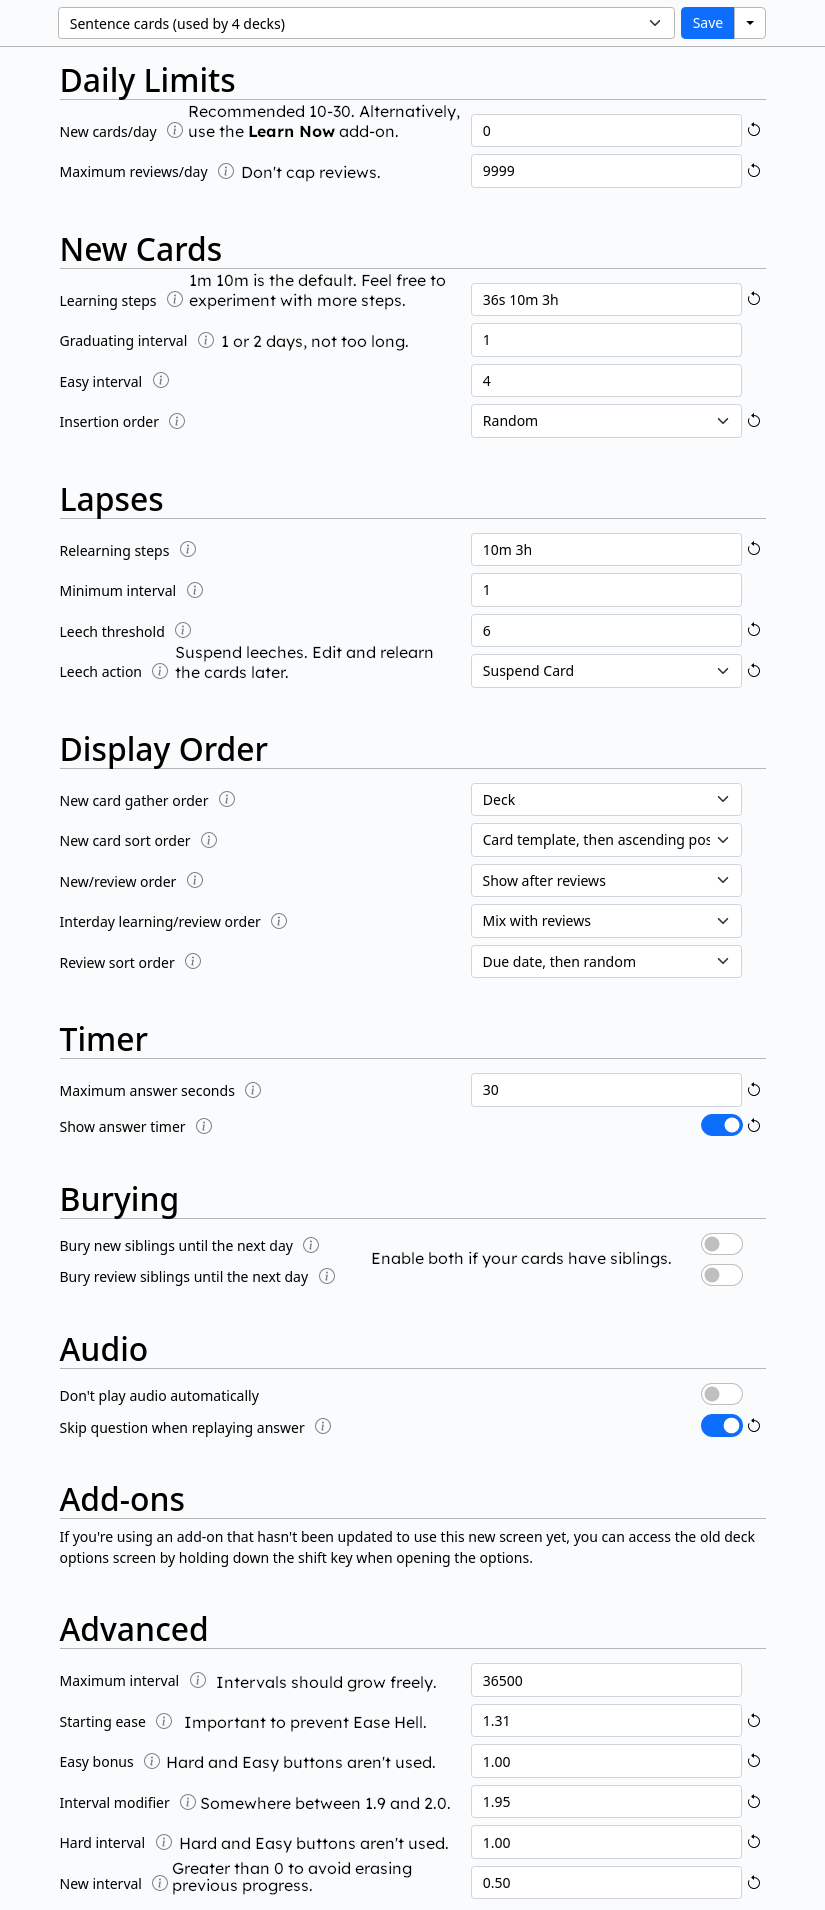 Sentence cards (used by 4 decks)
Save
Daily Limits
Recommended 10-30. Alternatively,
New cards/day use the Learn Now add-on. 0
Maximum reviews/day Don't cap reviews. 9999
New Cards
1m 10m is the default. Feel free to
Learning steps experiment with more steps. 36s 10m 3h
Graduating interval 1 or 2 days, not too long. 1
Easy interval 4
Insertion order Random
Lapses
Relearning steps 10m 3h
Minimum interval 1
Leech threshold 6
Suspend leeches. Edit and relearn
Leech action the cards later. Suspend Card
Display Order
New card gather order Deck
New card sort order Card template, then ascending pos
New/review order Show after reviews
Interday learning/review order Mix with reviews
Review sort order Due date, then random
Timer
Maximum answer seconds 30
Show answer timer
Burying
Bury new siblings until the next day
Enable both if your cards have siblings.
Bury review siblings until the next day
Audio
Don't play audio automatically
Skip question when replaying answer
Add-ons
If you're using an add-on that hasn't been updated to use this new screen yet, you can access the old deck
options screen by holding down the shift key when opening the options.
Advanced
Maximum interval Intervals should grow freely. 36500
Starting ease Important to prevent Ease Hell. 1.31
Easy bonus Hard and Easy buttons aren't used. 1.00
Interval modifier Somewhere between 1.9 and 2.0. 1.95
Hard interval Hard and Easy buttons aren't used. 1.00
Greater than 0 to avoid erasing
New interval previous progress. 0.50